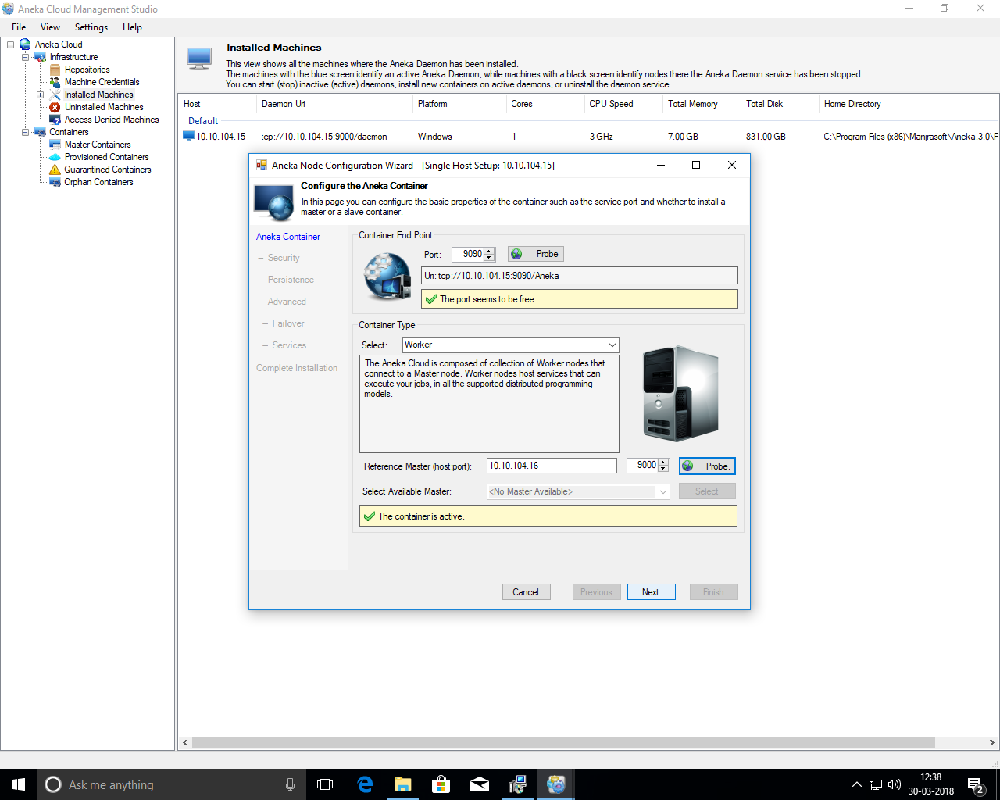 Aneka Cloud Management Studio
File View Settings Help
Aneka Cloud
Infrastructure
Repositories
Machine Credentials
Installed Machines
Uninstalled Machines
Access Denied Machines
Containers
Master Containers
Provisioned Containers
Quarantined Containers
Orphan Containers
Installed Machines
This view shows all the machines where the Aneka Daemon has been installed.
The machines with the blue screen identify an active Aneka Daemon, while machines with a black screen identify nodes there the Aneka Daemon service has been stopped.
You can start (stop) inactive (active) daemons, install new containers on active daemons, or uninstall the daemon service.
Host Daemon Uri Platform Cores CPU Speed Total Memory Total Disk Home Directory
Default
10.10.104.15 tcp://10.10.104.15:9000/daemon Windows 1 3 GHz 7.00 GB 831.00 GB C:\Program Files (x86)\Manjrasoft\Aneka.3.0\R
Aneka Node Configuration Wizard - [Single Host Setup: 10.10.104.15]
Configure the Aneka Container
In this page you can configure the basic properties of the container such as the service port and whether to install a
master or a slave container.
Aneka Container
– Security
– Persistence
– Advanced
– Failover
– Services
Complete Installation
Container End Point
Port: 9090 Probe
Uri: tcp://10.10.104.15:9090/Aneka
The port seems to be free.
Container Type
Select: Worker
The Aneka Cloud is composed of collection of Worker nodes that
connect to a Master node. Worker nodes host services that can
execute your jobs, in all the supported distributed programming
models.
Reference Master (host:port): 10.10.104.16 9000 Probe.
Select Available Master: <No Master Available> Select
The container is active.
Cancel Previous Next Finish
Ask me anything
12:38
30-03-2018
2